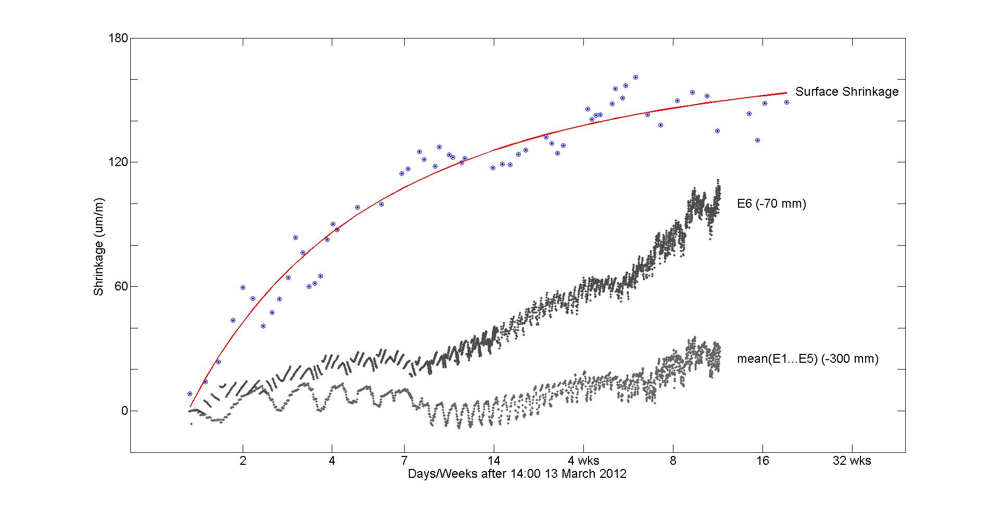 180
Surface Shrinkage
120
E6 (-70 mm)
Shrinkage (um/m)
60
mean(E1...E5) (-300 mm)
0
2 4 7 14 4 wks 8 16 32 wks
Days/Weeks after 14:00 13 March 2012